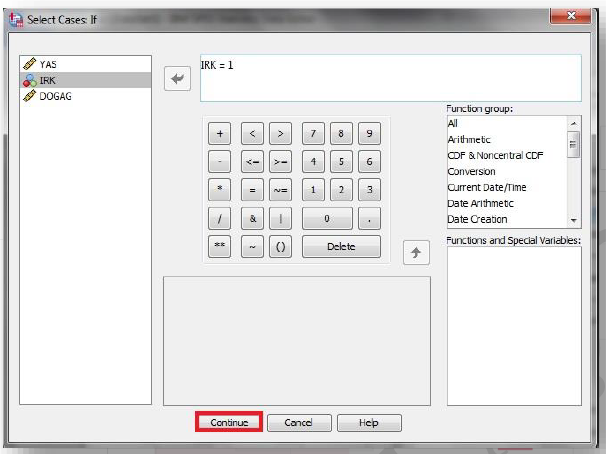 Select Cases: If
YAS
IRK
DOGAG
IRK = 1
+ < > 7 8 9
- <= >= 4 5 6
* = ~= 1 2 3
/ & | 0 .
** ~ () Delete
Function group:
All
Arithmetic
CDF & Noncentral CDF
Conversion
Current Date/Time
Date Arithmetic
Date Creation
Functions and Special Variables:
Continue Cancel Help